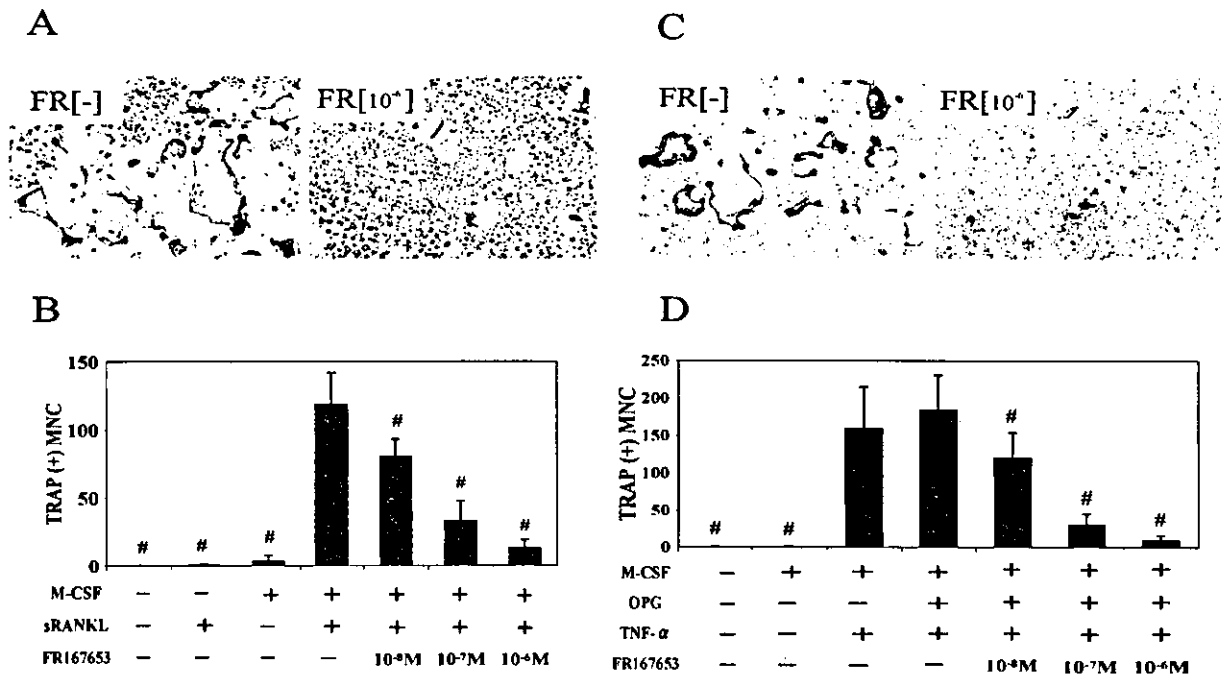 A
C
FR[-]
FR[10⁻⁶]
FR[-]
FR[10⁻⁶]
B
TRAP (+) MNC
150
100
50
0
#
#
#
#
#
#
M-CSF − − + + + + +
sRANKL − + − + + + +
FR167653 − − − − 10⁻⁸M 10⁻⁷M 10⁻⁶M
D
TRAP (+) MNC
250
200
150
100
50
0
#
#
#
#
#
M-CSF − + + + + + +
OPG − − − + + + +
TNF-α − − + + + + +
FR167653 − − − − 10⁻⁸M 10⁻⁷M 10⁻⁶M